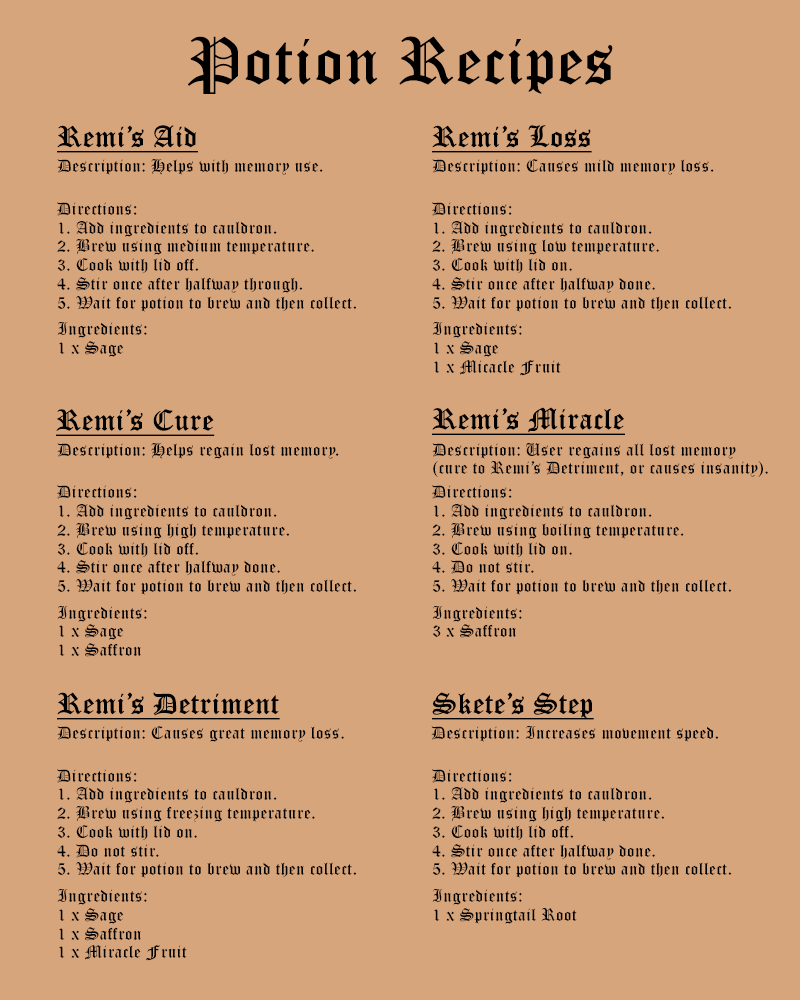 Potion Recipes
Remi's Aid
Description: Helps with memory use.
Directions:
1. Add ingredients to cauldron.
2. Brew using medium temperature.
3. Cook with lid off.
4. Stir once after halfway through.
5. Wait for potion to brew and then collect.
Ingredients:
1 x Sage
Remi's Loss
Description: Causes mild memory loss.
Directions:
1. Add ingredients to cauldron.
2. Brew using low temperature.
3. Cook with lid on.
4. Stir once after halfway done.
5. Wait for potion to brew and then collect.
Ingredients:
1 x Sage
1 x Micacle Fruit
Remi's Cure
Description: Helps regain lost memory.
Directions:
1. Add ingredients to cauldron.
2. Brew using high temperature.
3. Cook with lid off.
4. Stir once after halfway done.
5. Wait for potion to brew and then collect.
Ingredients:
1 x Sage
1 x Saffron
Remi's Miracle
Description: User regains all lost memory
(cure to Remi's Detriment, or causes insanity).
Directions:
1. Add ingredients to cauldron.
2. Brew using boiling temperature.
3. Cook with lid on.
4. Do not stir.
5. Wait for potion to brew and then collect.
Ingredients:
3 x Saffron
Remi's Detriment
Description: Causes great memory loss.
Directions:
1. Add ingredients to cauldron.
2. Brew using freezing temperature.
3. Cook with lid on.
4. Do not stir.
5. Wait for potion to brew and then collect.
Ingredients:
1 x Sage
1 x Saffron
1 x Miracle Fruit
Skete's Step
Description: Increases movement speed.
Directions:
1. Add ingredients to cauldron.
2. Brew using high temperature.
3. Cook with lid off.
4. Stir once after halfway done.
5. Wait for potion to brew and then collect.
Ingredients:
1 x Springtail Root